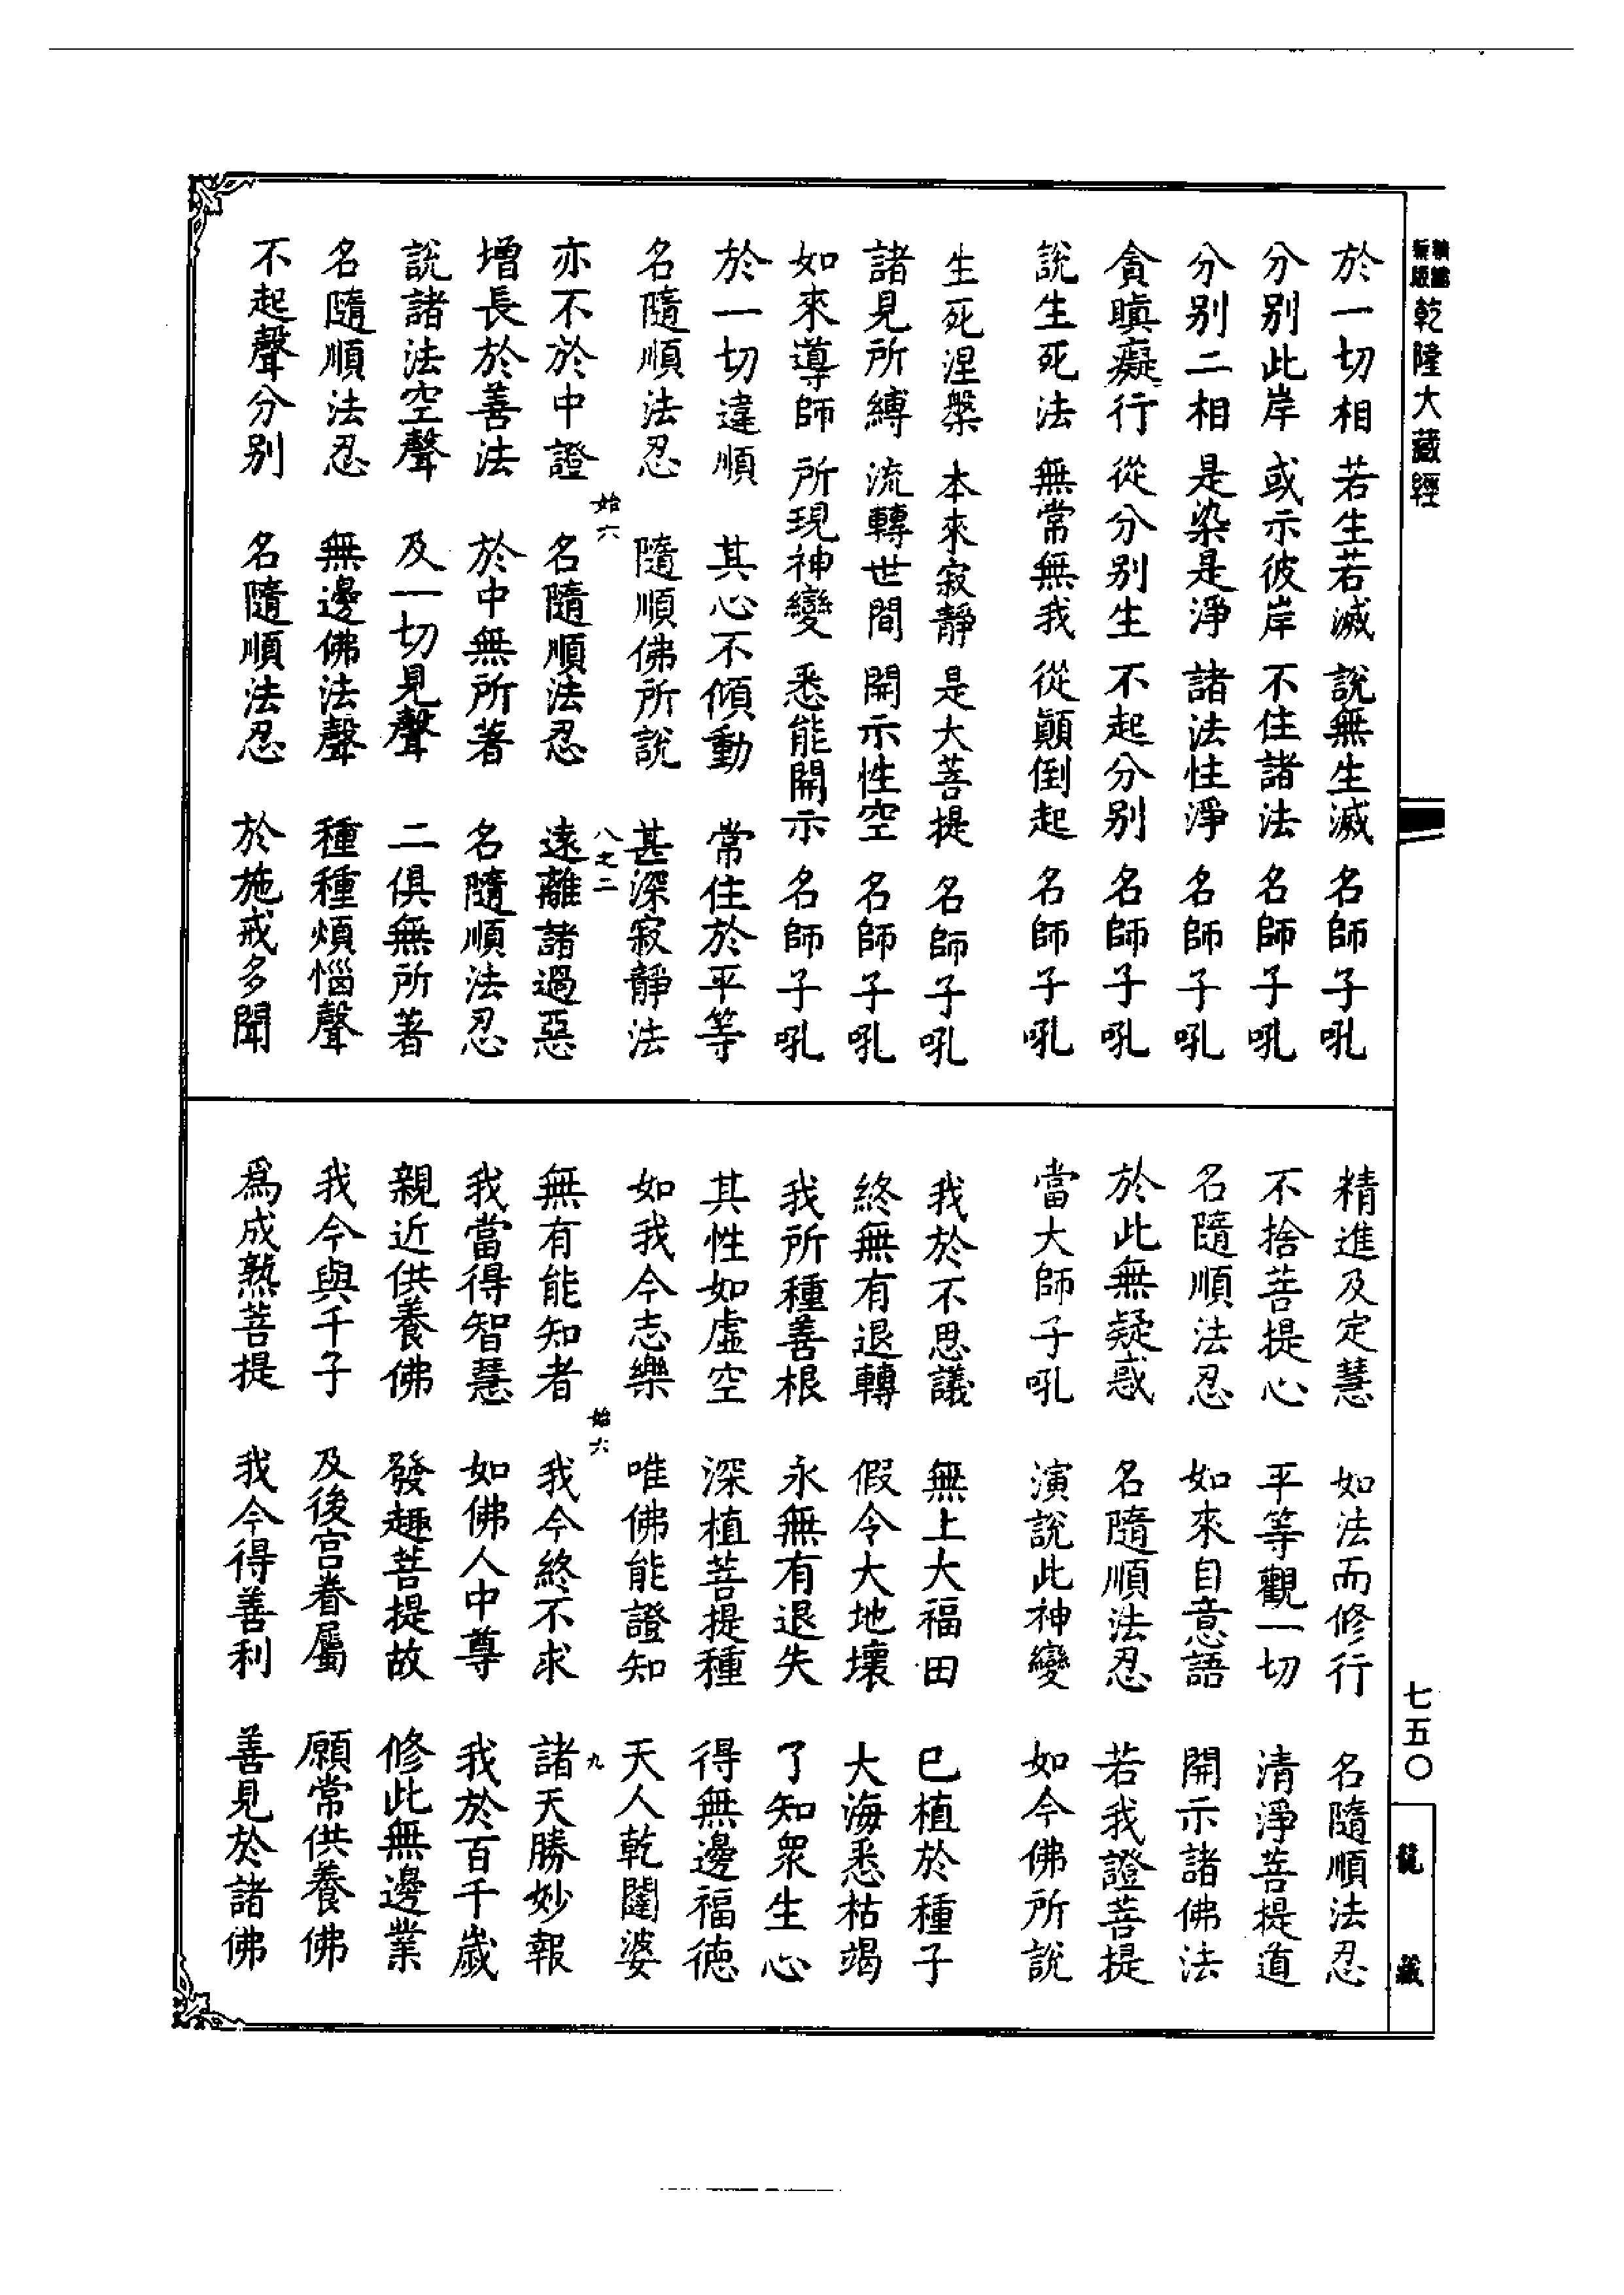 乾隆大藏經
於一切相 若生若滅 說無生滅 名師子吼
分別此岸 或示彼岸 不住諸法 名師子吼
分別二相 是染是淨 諸法性淨 名師子吼
貪瞋癡行 從分別生 不起分別 名師子吼
說生死法 無常無我 從顛倒起 名師子吼
生死涅槃 本來寂靜 是大菩提 名師子吼
諸見所縛 流轉世間 開示性空 名師子吼
如來導師 所現神變 悉能開示 名師子吼
於一切違順 其心不傾動 常住於平等
名隨順法忍 隨順佛所說 甚深寂靜法
始六 八之二
亦不於中證 名隨順法忍 遠離諸過惡
增長於善法 於中無所著 名隨順法忍
說諸法空聲 及一切見聲 二俱無所著
名隨順法忍 無邊佛法聲 種種煩惱聲
不起聲分別 名隨順法忍 於施戒多聞
精進及定慧 如法而修行 名隨順法忍
不捨菩提心 平等觀一切 清淨菩提道
名隨順法忍 如來自意語 開示諸佛法
於此無疑惑 名隨順法忍 若我證菩提
當大師子吼 演說此神變 如今佛所說
我於不思議 無上大福田 已植於種子
終無有退轉 假令大地壞 大海悉枯竭
我所種善根 永無有退失 了知眾生心
其性如虛空 深植菩提種 得無邊福德
如我今志樂 唯佛能證知 天人乾闥婆
始六 九
無有能知者 我今終不求 諸天勝妙報
我當得智慧 如佛人中尊 我於百千歲
親近供養佛 發趣菩提故 修此無邊業
我今與千子 及後宮眷屬 願常供養佛
為成熟菩提 我今得善利 善見於諸佛
七五〇
龍藏